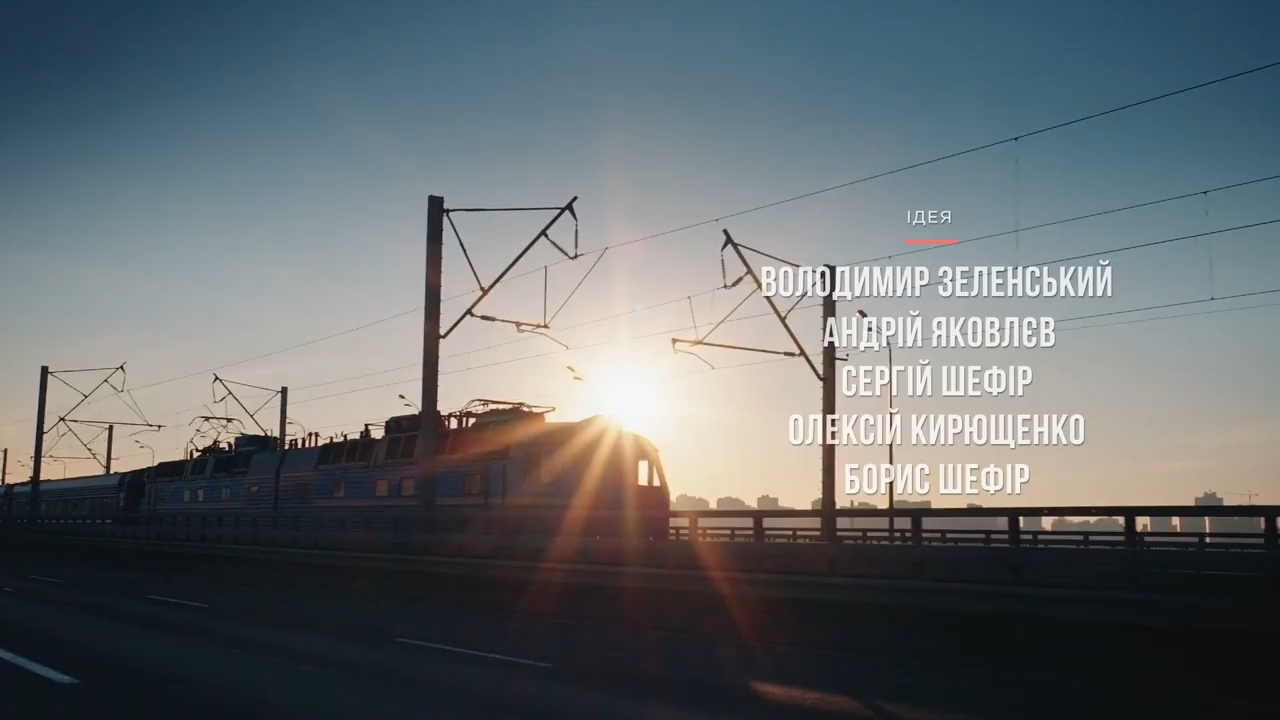 ІДЕЯ
ВОЛОДИМИР ЗЕЛЕНСЬКИЙ
АНДРІЙ ЯКОВЛЄВ
СЕРГІЙ ШЕФІР
ОЛЕКСІЙ КИРЮЩЕНКО
БОРИС ШЕФІР